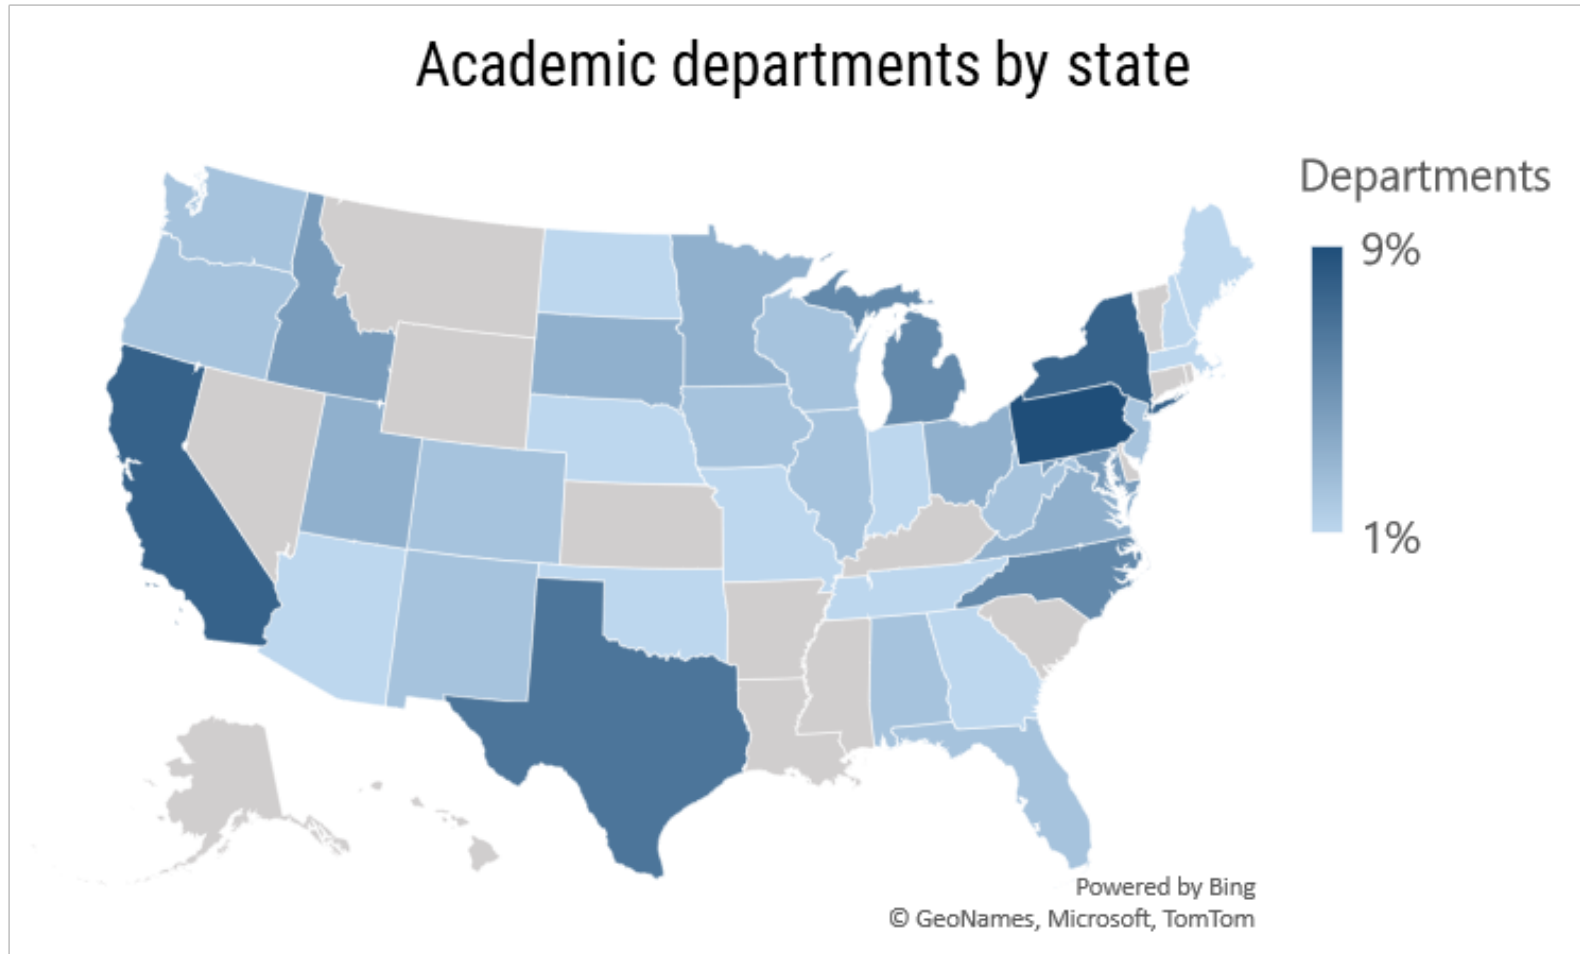 Academic departments by state
Departments
9%
1%
Powered by Bing
© GeoNames, Microsoft, TomTom